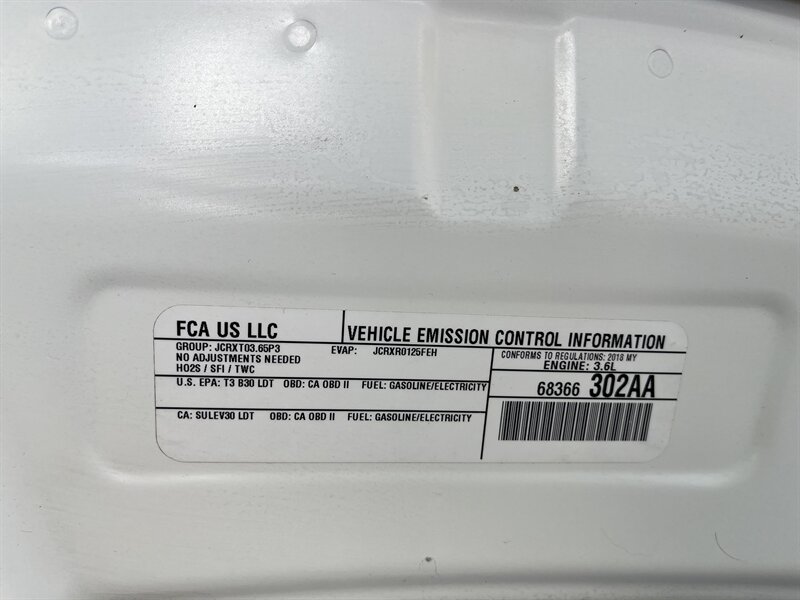 FCA US LLC
VEHICLE EMISSION CONTROL INFORMATION
GROUP: JCRXT03.65P3 EVAP: JCRXR0125FEH
NO ADJUSTMENTS NEEDED
HO2S / SFI / TWC
CONFORMS TO REGULATIONS: 2018 MY
ENGINE: 3.6L
U.S. EPA: T3 B30 LDT OBD: CA OBD II FUEL: GASOLINE/ELECTRICITY
68366 302AA
CA: SULEV30 LDT OBD: CA OBD II FUEL: GASOLINE/ELECTRICITY